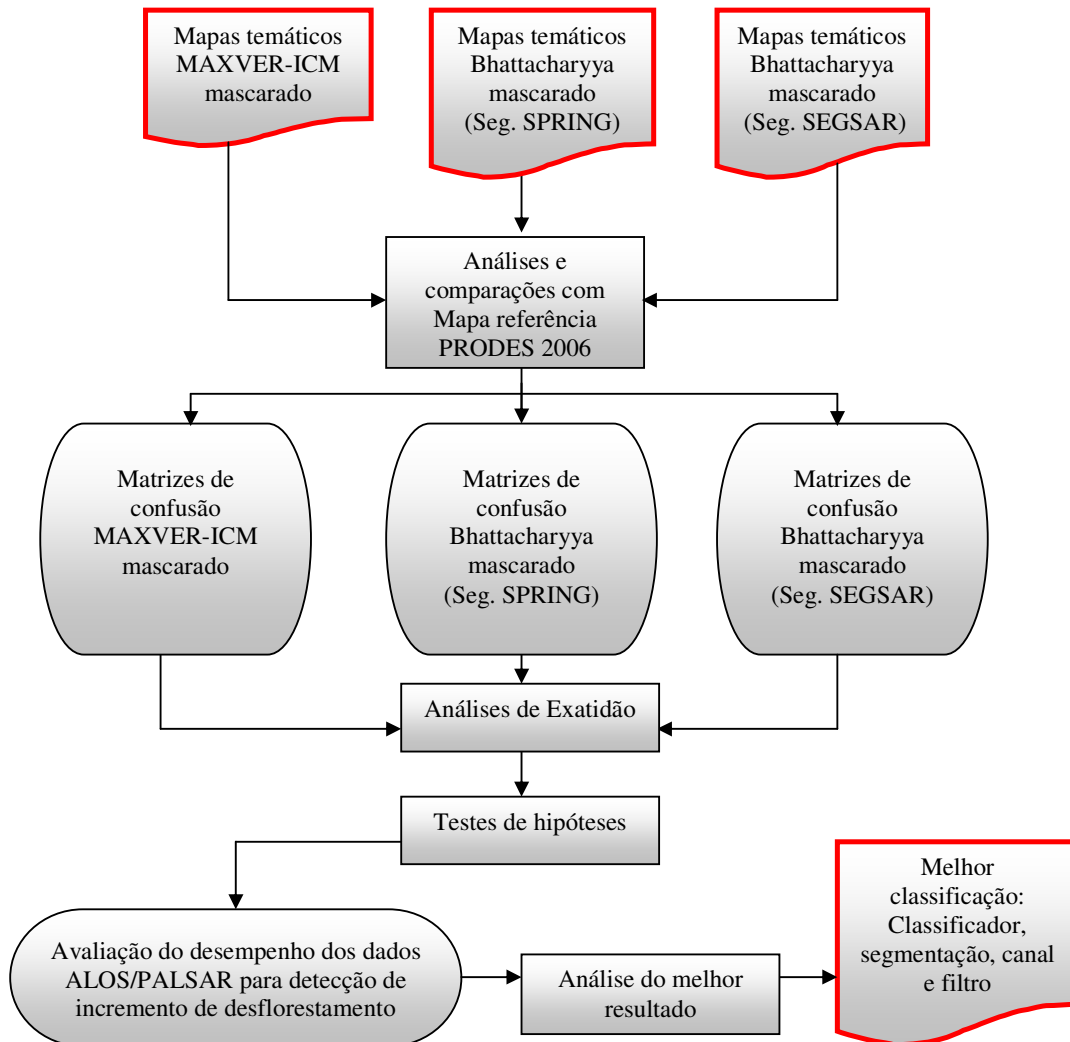 Mapas temáticos
MAXVER-ICM
mascarado
Mapas temáticos
Bhattacharyya
mascarado
(Seg. SPRING)
Mapas temáticos
Bhattacharyya
mascarado
(Seg. SEGSAR)
Análises e
comparações com
Mapa referência
PRODES 2006
Matrizes de
confusão
MAXVER-ICM
mascarado
Matrizes de
confusão
Bhattacharyya
mascarado
(Seg. SPRING)
Matrizes de
confusão
Bhattacharyya
mascarado
(Seg. SEGSAR)
Análises de Exatidão
Testes de hipóteses
Avaliação do desempenho dos dados
ALOS/PALSAR para detecção de
incremento de desflorestamento
Análise do melhor
resultado
Melhor
classificação:
Classificador,
segmentação, canal
e filtro